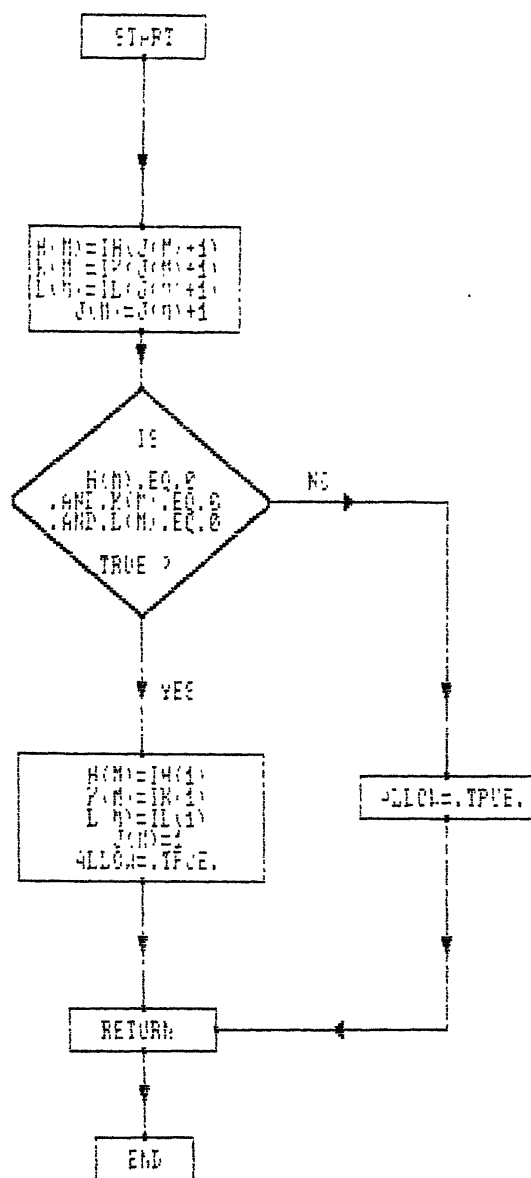 START
H(M)=IH(J(M)+1)
K(M)=IK(J(M)+1)
L(M)=IL(J(M)+1)
J(M)=J(M)+1
IS
H(M).EQ.0
.AND.K(M).EQ.0
.AND.L(M).EQ.0
TRUE ?
NO
YES
H(M)=IH(1)
K(M)=IK(1)
L(M)=IL(1)
J(M)=1
ALLOW=.TRUE.
ALLOW=.TRUE.
RETURN
END